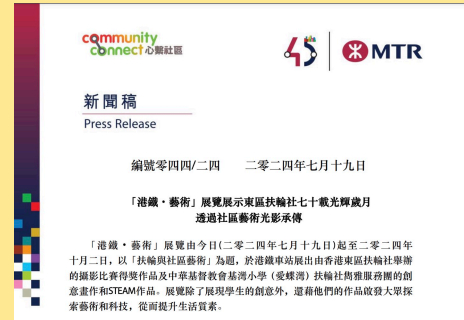 community
connect 心繫社區
45
MTR
新聞稿
Press Release
編號零四四/二四 二零二四年七月十九日
「港鐵・藝術」展覽展示東區扶輪社七十載光輝歲月
透過社區藝術光影承傳
「港鐵・藝術」展覽由今日(二零二四年七月十九日)起至二零二四年
十月二日，以「扶輪與社區藝術」為題，於港鐵車站展出由香港東區扶輪社舉辦
的攝影比賽得獎作品及中華基督教會基灣小學（愛蝶灣）扶輪社雋雅服務團的創
意畫作和STEAM作品。展覽除了展現學生的創意外，還藉他們的作品啟發大眾探
索藝術和科技，從而提升生活質素。